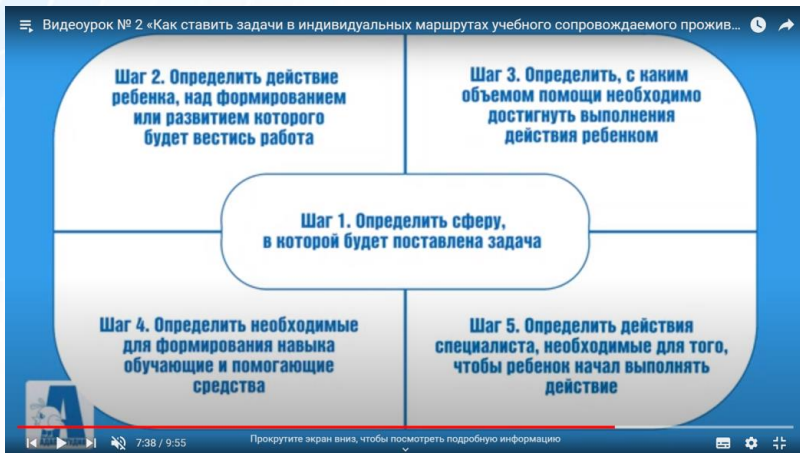 Видеоурок № 2 «Как ставить задачи в индивидуальных маршрутах учебного сопровождаемого прожив...
Шаг 2. Определить действие
ребенка, над формированием
или развитием которого
будет вестись работа
Шаг 3. Определить, с каким
объемом помощи необходимо
достигнуть выполнения
действия ребенком
Шаг 1. Определить сферу,
в которой будет поставлена задача
Шаг 4. Определить необходимые
для формирования навыка
обучающие и помогающие
средства
Шаг 5. Определить действия
специалиста, необходимые для того,
чтобы ребенок начал выполнять
действие
7:38 / 9:55
Прокрутите экран вниз, чтобы посмотреть подробную информацию